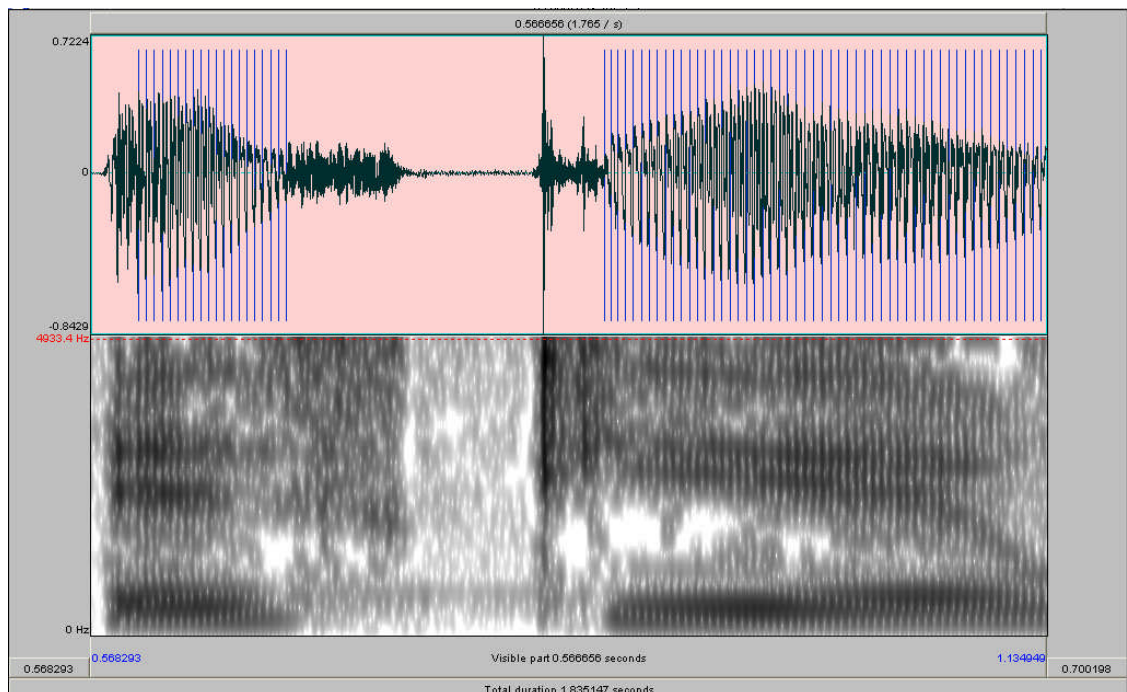 0.566656 (1.765 / s)
0.7224
0
-0.8429
4933.4 Hz
0 Hz
0.568293
Visible part 0.566656 seconds
1.134949
0.568293
0.700198
Total duration 1.835147 seconds